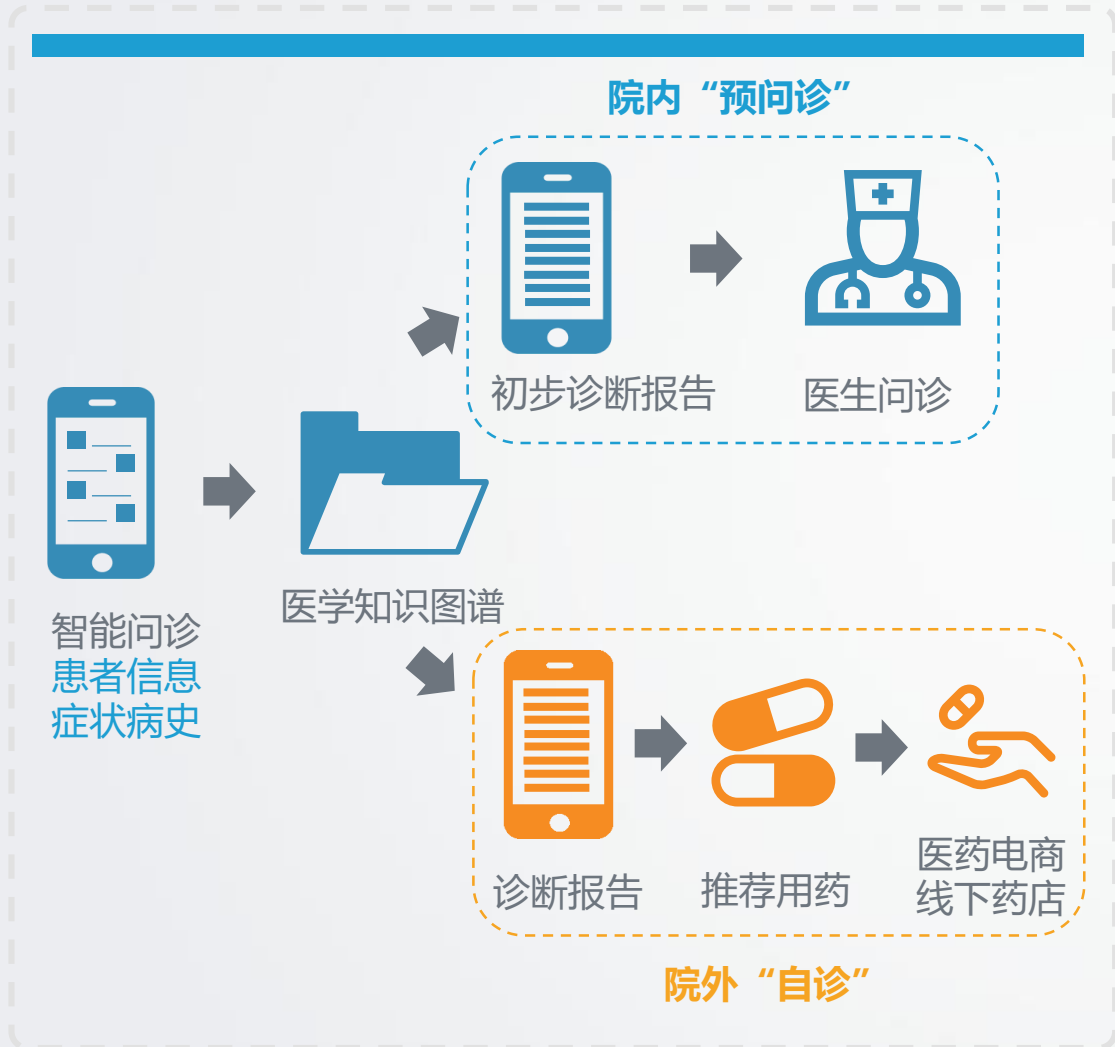 院内“预问诊”
初步诊断报告
医生问诊
智能问诊
患者信息
症状病史
医学知识图谱
诊断报告
推荐用药
医药电商
线下药店
院外“自诊”